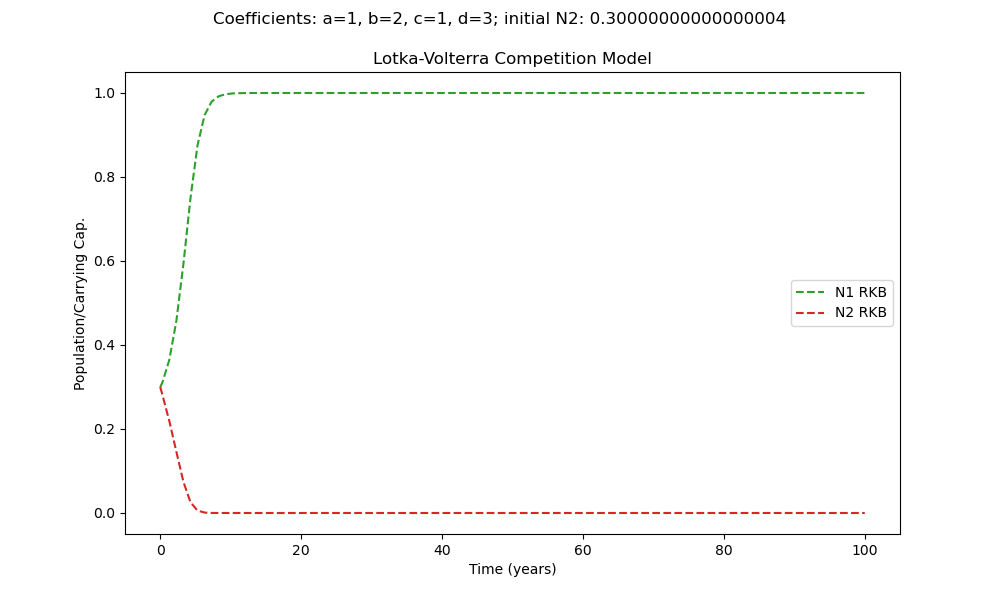 Coefficients: a=1, b=2, c=1, d=3; initial N2: 0.30000000000000004
Lotka-Volterra Competition Model
1.0
0.8
0.6
0.4
0.2
0.0
Population/Carrying Cap.
N1 RKB
N2 RKB
0 20 40 60 80 100
Time (years)